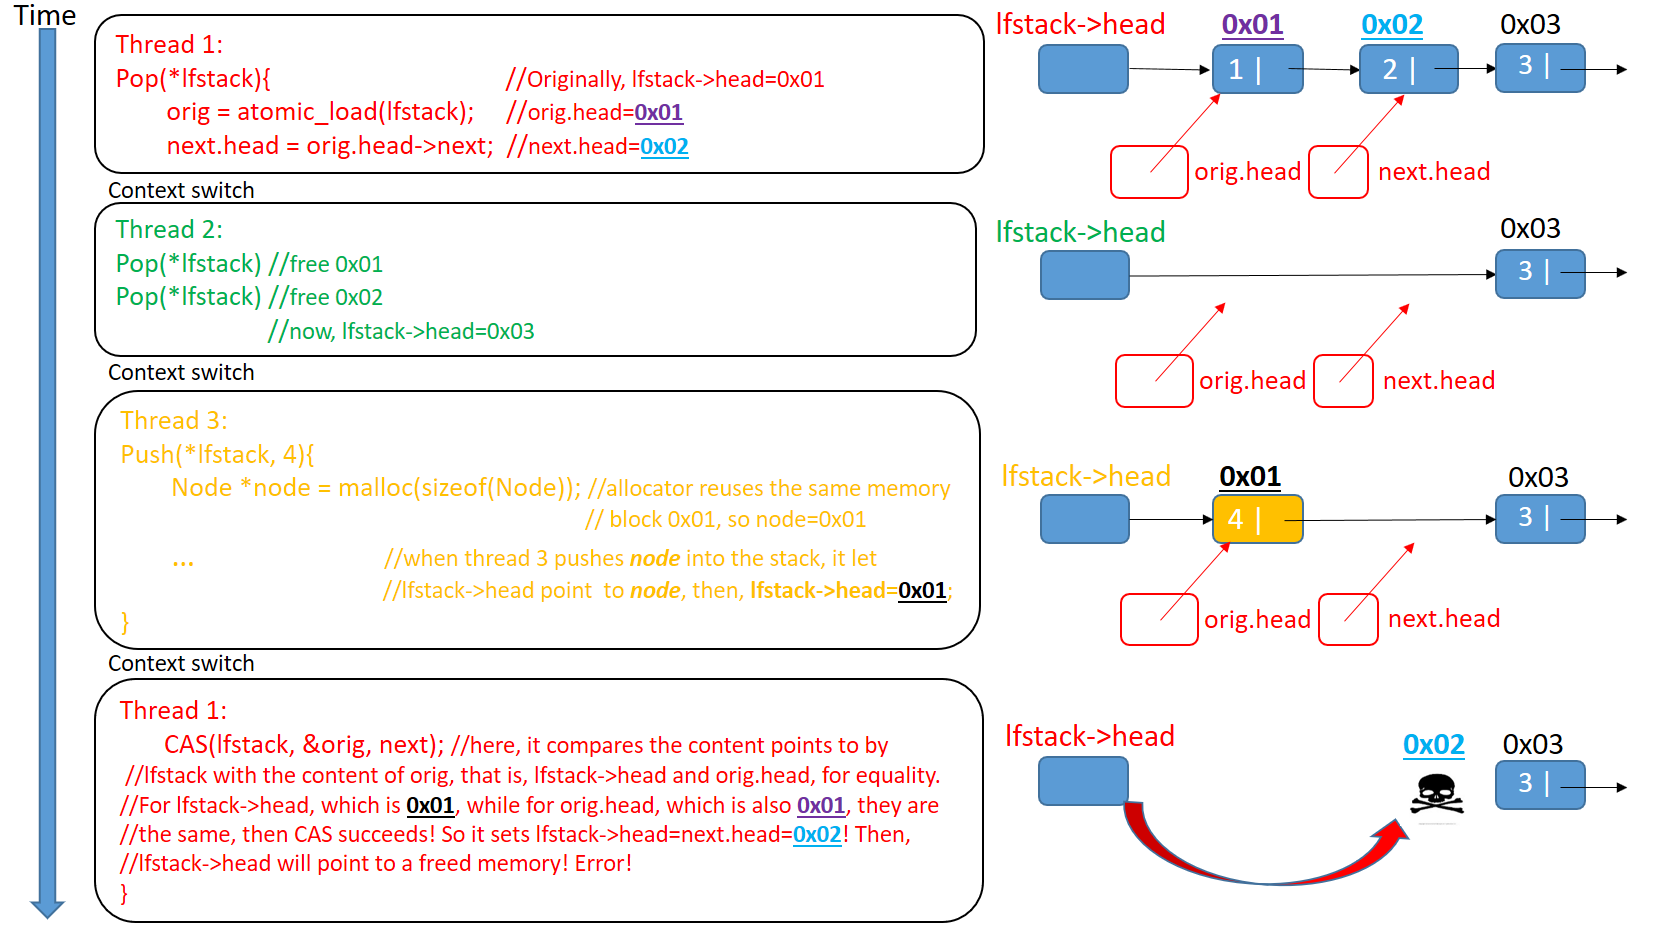 Time
Thread 1:
Pop(*lfstack){ //Originally, lfstack->head=0x01
orig = atomic_load(lfstack); //orig.head=0x01
next.head = orig.head->next; //next.head=0x02
lfstack->head 0x01 0x02 0x03
1 | 2 | 3 |
orig.head next.head
Context switch
Thread 2:
Pop(*lfstack) //free 0x01
Pop(*lfstack) //free 0x02
//now, lfstack->head=0x03
lfstack->head 0x03
3 |
orig.head next.head
Context switch
Thread 3:
Push(*lfstack, 4){
Node *node = malloc(sizeof(Node)); //allocator reuses the same memory
// block 0x01, so node=0x01
... //when thread 3 pushes node into the stack, it let
//lfstack->head point to node, then, lfstack->head=0x01;
}
lfstack->head 0x01 0x03
4 | 3 |
orig.head next.head
Context switch
Thread 1:
CAS(lfstack, &orig, next); //here, it compares the content points to by
//lfstack with the content of orig, that is, lfstack->head and orig.head, for equality.
//For lfstack->head, which is 0x01, while for orig.head, which is also 0x01, they are
//the same, then CAS succeeds! So it sets lfstack->head=next.head=0x02! Then,
//lfstack->head will point to a freed memory! Error!
}
lfstack->head 0x02 0x03
3 |